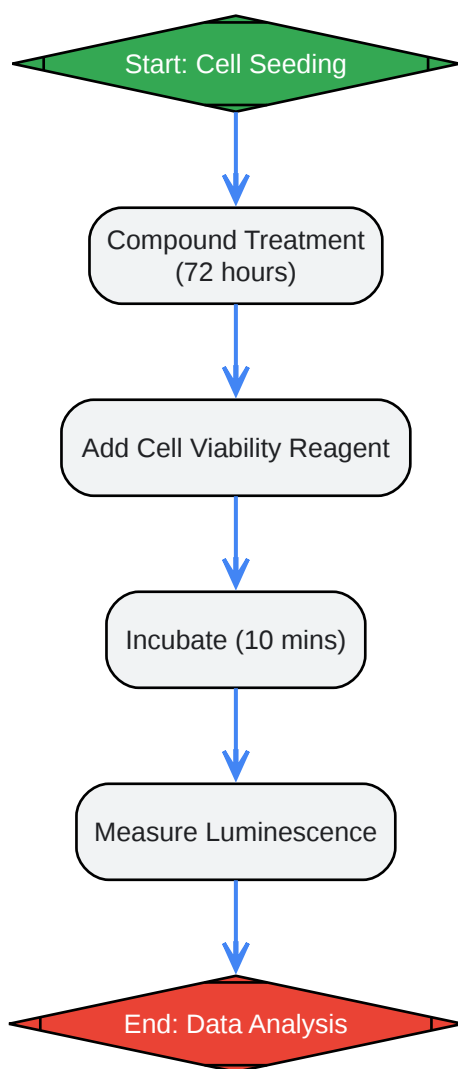 Start: Cell Seeding
Compound Treatment
(72 hours)
Add Cell Viability Reagent
Incubate (10 mins)
Measure Luminescence
End: Data Analysis